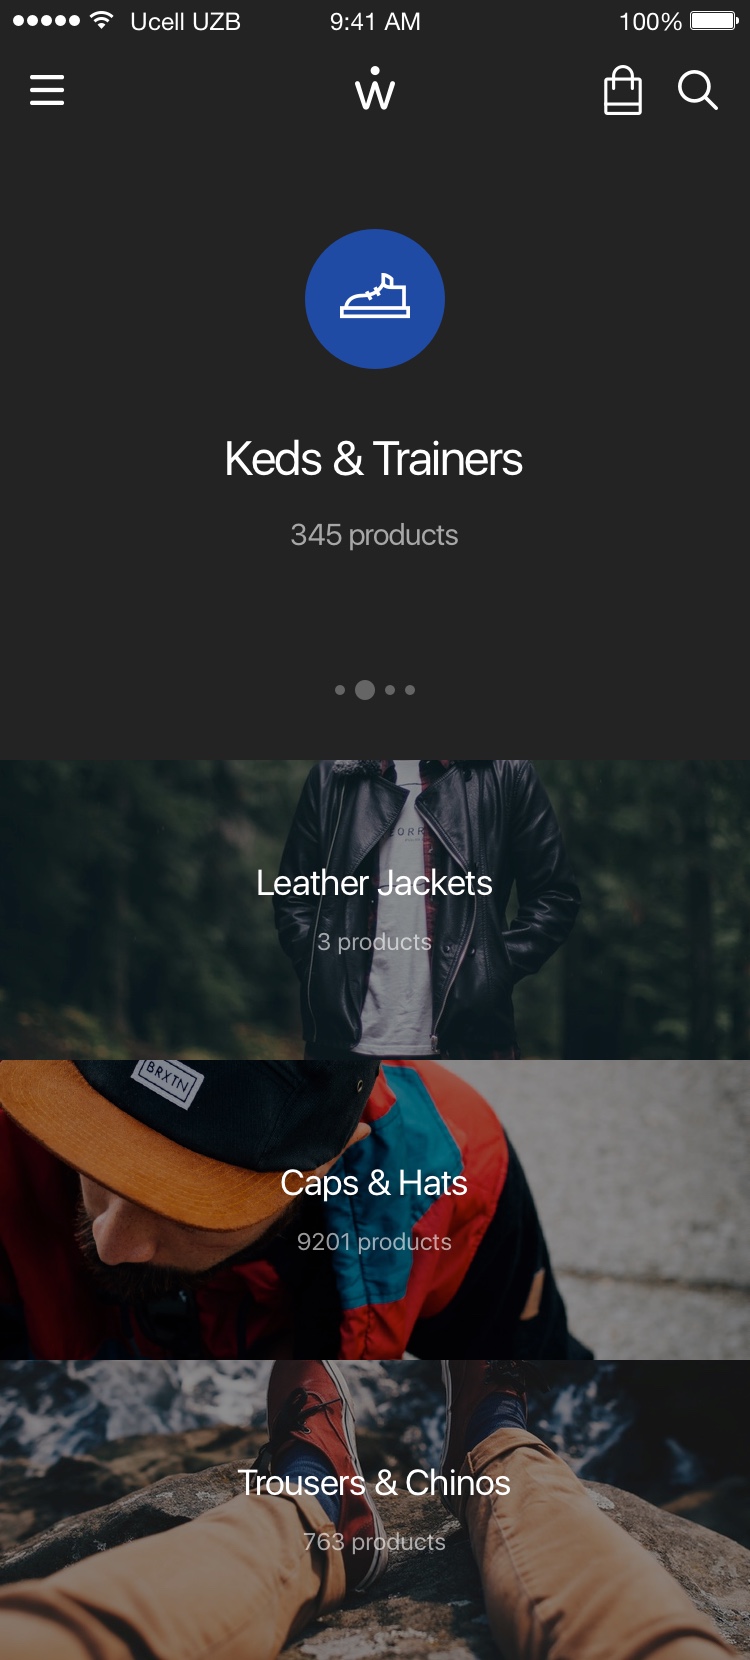 Ucell UZB 9:41 AM 100%
Keds & Trainers
345 products
Leather Jackets
3 products
BRXTN
Caps & Hats
9201 products
Trousers & Chinos
763 products